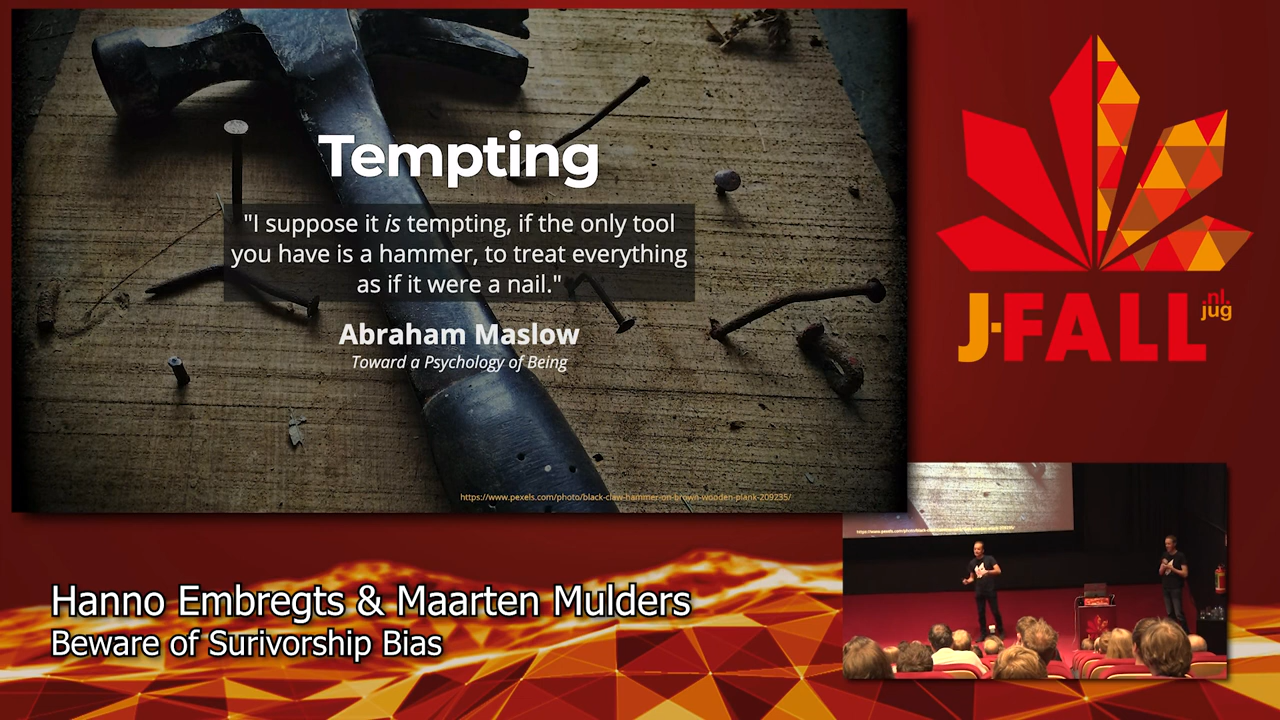 Tempting
"I suppose it is tempting, if the only tool
you have is a hammer, to treat everything
as if it were a nail."
Abraham Maslow
Toward a Psychology of Being
https://www.pexels.com/photo/black-claw-hammer-on-brown-wooden-plank-209235/
J-FALL
nl.
jug
Hanno Embregts & Maarten Mulders
Beware of Surivorship Bias